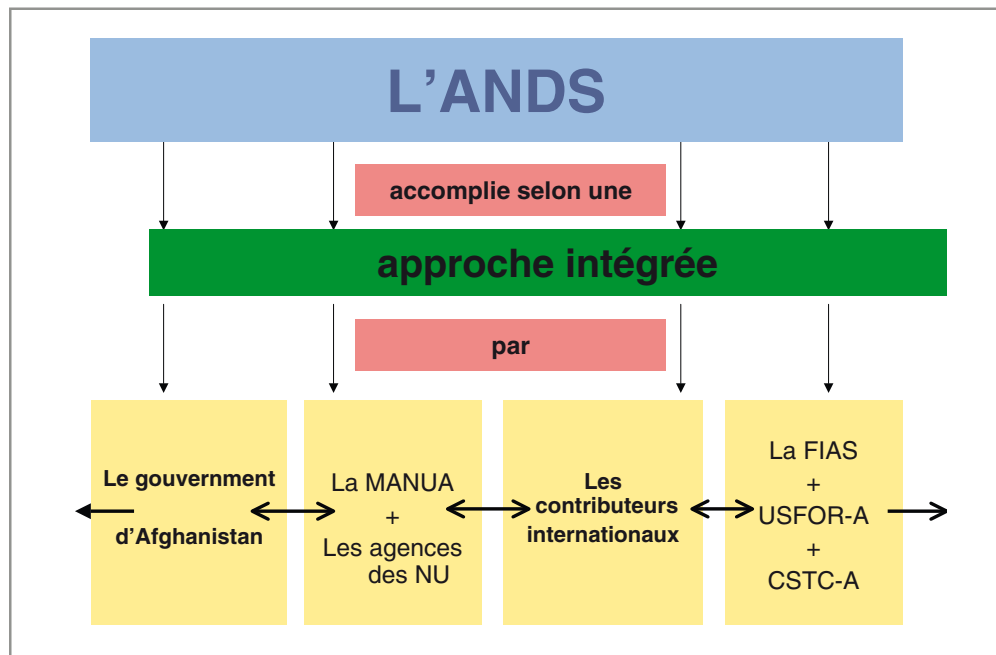 L'ANDS
accomplie selon une
approche intégrée
par
Le gouvernment
d'Afghanistan
La MANUA
+
Les agences
des NU
Les
contributeurs
internationaux
La FIAS
+
USFOR-A
+
CSTC-A